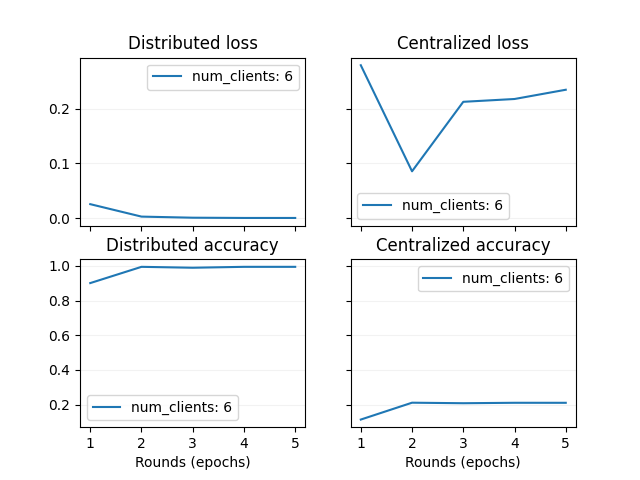 Distributed loss
Centralized loss
num_clients: 6
0.2
0.1
0.0
num_clients: 6
Distributed accuracy
Centralized accuracy
1.0
0.8
0.6
0.4
0.2
num_clients: 6
num_clients: 6
1 2 3 4 5
1 2 3 4 5
Rounds (epochs)
Rounds (epochs)